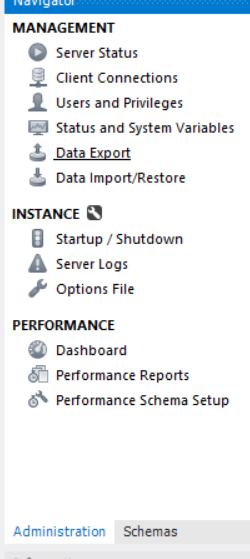 Navigator
MANAGEMENT
Server Status
Client Connections
Users and Privileges
Status and System Variables
Data Export
Data Import/Restore
INSTANCE
Startup / Shutdown
Server Logs
Options File
PERFORMANCE
Dashboard
Performance Reports
Performance Schema Setup
Administration Schemas